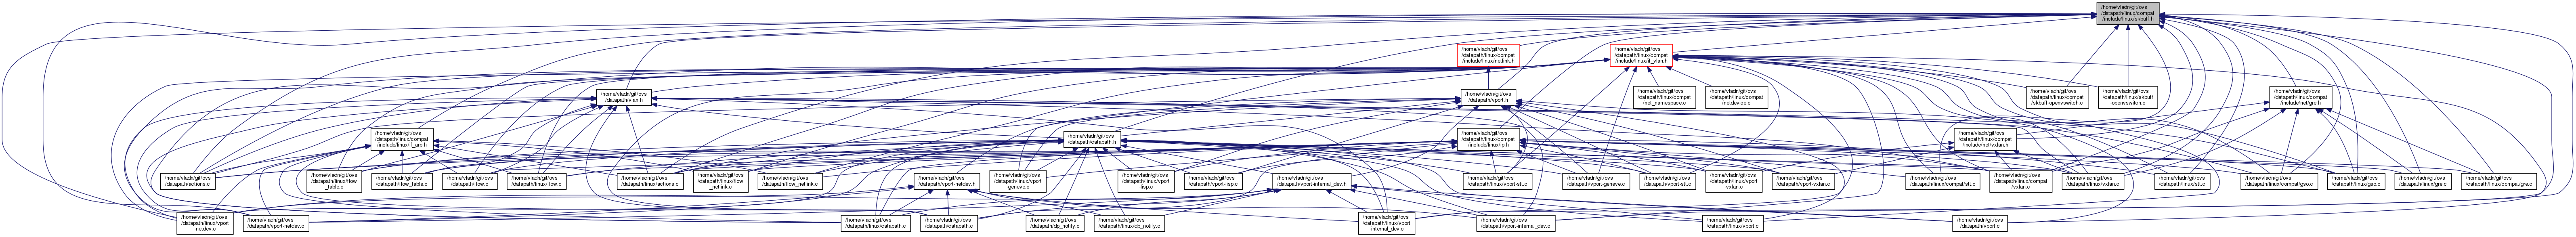 /home/vladn/git/ovs
/datapath/linux/compat
/include/linux/skbuff.h
/home/vladn/git/ovs
/datapath/linux/compat
/include/linux/netlink.h
/home/vladn/git/ovs
/datapath/linux/compat
/include/linux/if_vlan.h
/home/vladn/git/ovs
/datapath/vlan.h
/home/vladn/git/ovs
/datapath/vport.h
/home/vladn/git/ovs
/datapath/linux/compat
/net_namespace.c
/home/vladn/git/ovs
/datapath/linux/compat
/netdevice.c
/home/vladn/git/ovs
/datapath/linux/compat
/skbuff-openvswitch.c
/home/vladn/git/ovs
/datapath/linux/skbuff
-openvswitch.c
/home/vladn/git/ovs
/datapath/linux/compat
/include/net/gre.h
/home/vladn/git/ovs
/datapath/linux/compat
/include/linux/if_arp.h
/home/vladn/git/ovs
/datapath/datapath.h
/home/vladn/git/ovs
/datapath/linux/compat
/include/linux/ip.h
/home/vladn/git/ovs
/datapath/linux/compat
/include/net/vxlan.h
/home/vladn/git/ovs
/datapath/actions.c
/home/vladn/git/ovs
/datapath/linux/flow
_table.c
/home/vladn/git/ovs
/datapath/flow_table.c
/home/vladn/git/ovs
/datapath/flow.c
/home/vladn/git/ovs
/datapath/linux/flow.c
/home/vladn/git/ovs
/datapath/linux/actions.c
/home/vladn/git/ovs
/datapath/linux/flow
_netlink.c
/home/vladn/git/ovs
/datapath/flow_netlink.c
/home/vladn/git/ovs
/datapath/vport-netdev.h
/home/vladn/git/ovs
/datapath/linux/vport
-geneve.c
/home/vladn/git/ovs
/datapath/linux/vport
-lisp.c
/home/vladn/git/ovs
/datapath/vport-lisp.c
/home/vladn/git/ovs
/datapath/vport-internal_dev.h
/home/vladn/git/ovs
/datapath/linux/vport-stt.c
/home/vladn/git/ovs
/datapath/vport-geneve.c
/home/vladn/git/ovs
/datapath/vport-stt.c
/home/vladn/git/ovs
/datapath/linux/vport
-vxlan.c
/home/vladn/git/ovs
/datapath/vport-vxlan.c
/home/vladn/git/ovs
/datapath/linux/compat/stt.c
/home/vladn/git/ovs
/datapath/linux/compat
/vxlan.c
/home/vladn/git/ovs
/datapath/linux/vxlan.c
/home/vladn/git/ovs
/datapath/linux/stt.c
/home/vladn/git/ovs
/datapath/linux/compat/gso.c
/home/vladn/git/ovs
/datapath/linux/gso.c
/home/vladn/git/ovs
/datapath/linux/gre.c
/home/vladn/git/ovs
/datapath/linux/compat/gre.c
/home/vladn/git/ovs
/datapath/linux/vport
-netdev.c
/home/vladn/git/ovs
/datapath/vport-netdev.c
/home/vladn/git/ovs
/datapath/linux/datapath.c
/home/vladn/git/ovs
/datapath/datapath.c
/home/vladn/git/ovs
/datapath/dp_notify.c
/home/vladn/git/ovs
/datapath/linux/dp_notify.c
/home/vladn/git/ovs
/datapath/linux/vport
-internal_dev.c
/home/vladn/git/ovs
/datapath/vport-internal_dev.c
/home/vladn/git/ovs
/datapath/linux/vport.c
/home/vladn/git/ovs
/datapath/vport.c